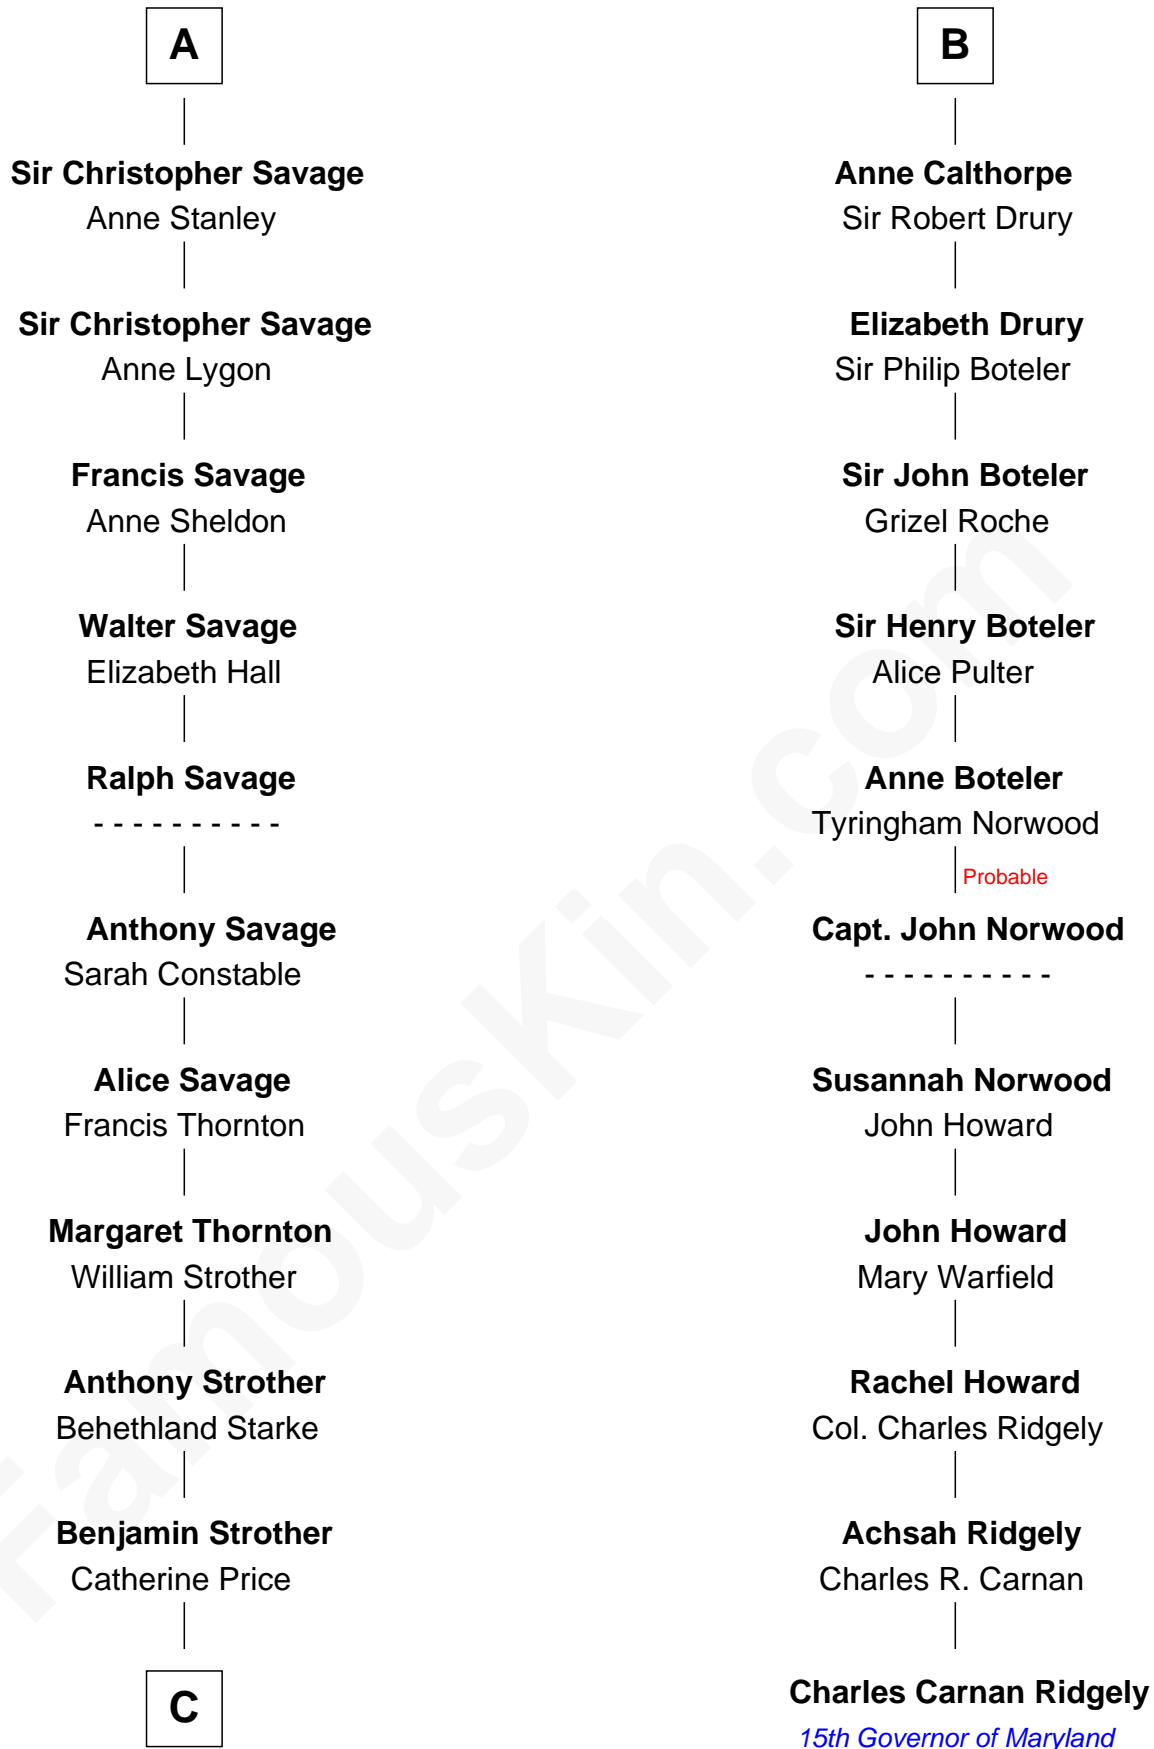 A
Sir Christopher Savage
Anne Stanley
Sir Christopher Savage
Anne Lygon
Francis Savage
Anne Sheldon
Walter Savage
Elizabeth Hall
Ralph Savage
- - - - - - - - - -
Anthony Savage
Sarah Constable
Alice Savage
Francis Thornton
Margaret Thornton
William Strother
Anthony Strother
Behethland Starke
Benjamin Strother
Catherine Price
C
B
Anne Calthorpe
Sir Robert Drury
Elizabeth Drury
Sir Philip Boteler
Sir John Boteler
Grizel Roche
Sir Henry Boteler
Alice Pulter
Anne Boteler
Tyringham Norwood
Probable
Capt. John Norwood
- - - - - - - - - -
Susannah Norwood
John Howard
John Howard
Mary Warfield
Rachel Howard
Col. Charles Ridgely
Achsah Ridgely
Charles R. Carnan
Charles Carnan Ridgely
15th Governor of Maryland
FamousKin.com